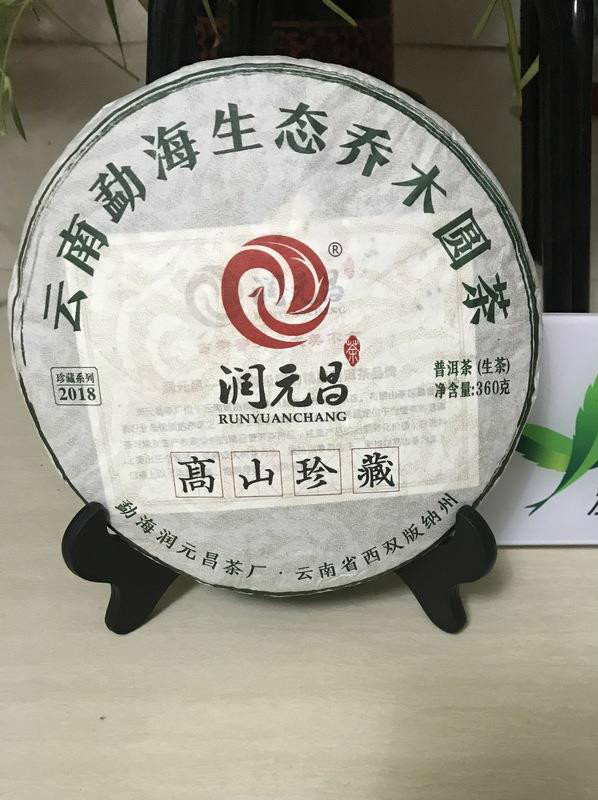 云南勐海生态乔木圆茶
®
茶
润元昌
RUNYUANCHANG
珍藏系列
2018
普洱茶(生茶)
净含量:360克
高山珍藏
勐海润元昌茶厂·云南省西双版纳州